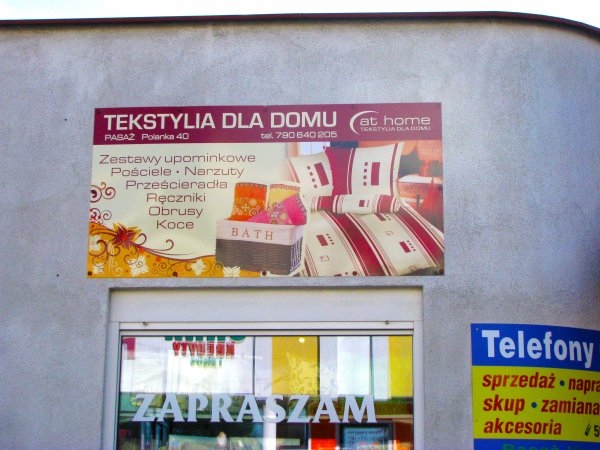 TEKSTYLIA DLA DOMU
PASAŻ Polanka 40 tel. 790 640 205
at home
TEKSTYLIA DLA DOMU
Zestawy upominkowe
Pościele • Narzuty
Prześcieradła
Ręczniki
Obrusy
Koce
BATH
KREDYTY
ZAPRASZAM
Telefony
sprzedaż • napra
skup • zamiana
akcesoria